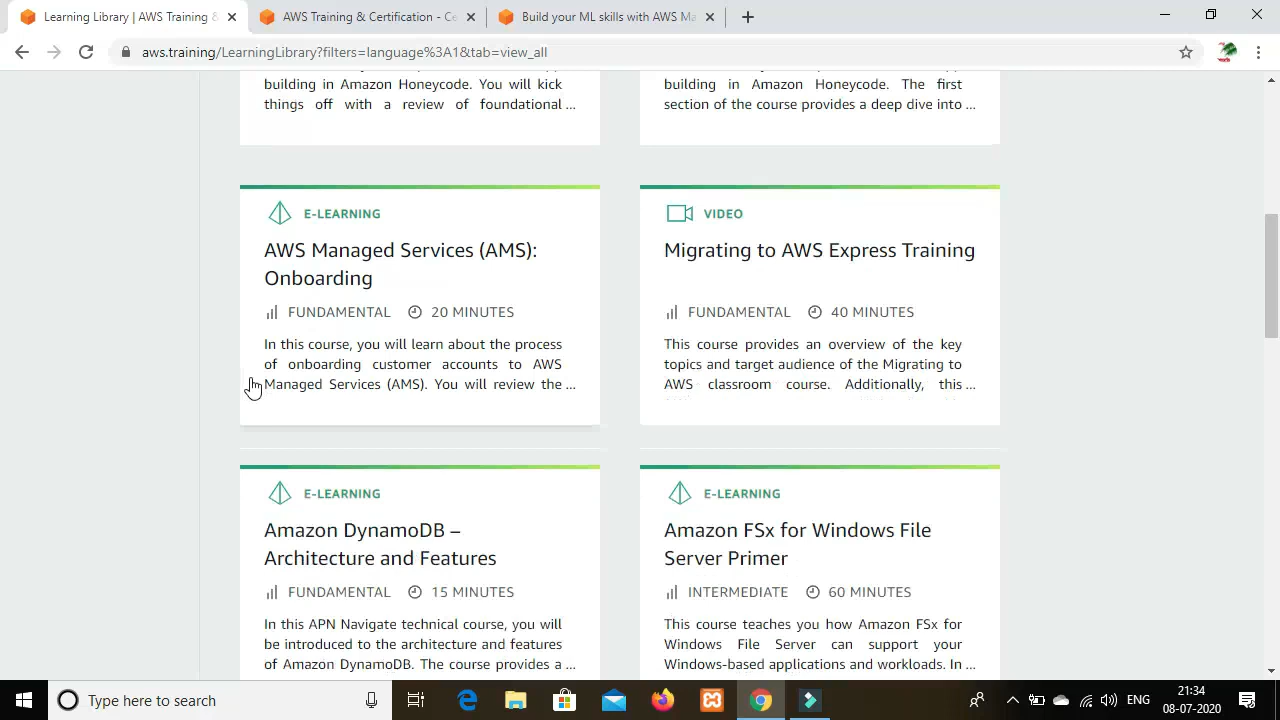 Learning Library | AWS Training &
AWS Training & Certification - Ce
Build your ML skills with AWS Ma
aws.training/LearningLibrary?filters=language%3A1&tab=view_all
building in Amazon Honeycode. You will kick
things off with a review of foundational ...
building in Amazon Honeycode. The first
section of the course provides a deep dive into ...
E-LEARNING
AWS Managed Services (AMS):
Onboarding
FUNDAMENTAL 20 MINUTES
In this course, you will learn about the process
of onboarding customer accounts to AWS
Managed Services (AMS). You will review the ...
VIDEO
Migrating to AWS Express Training
FUNDAMENTAL 40 MINUTES
This course provides an overview of the key
topics and target audience of the Migrating to
AWS classroom course. Additionally, this ...
E-LEARNING
Amazon DynamoDB –
Architecture and Features
FUNDAMENTAL 15 MINUTES
In this APN Navigate technical course, you will
be introduced to the architecture and features
of Amazon DynamoDB. The course provides a ...
E-LEARNING
Amazon FSx for Windows File
Server Primer
INTERMEDIATE 60 MINUTES
This course teaches you how Amazon FSx for
Windows File Server can support your
Windows-based applications and workloads. In ...
Type here to search
ENG
21:34
08-07-2020